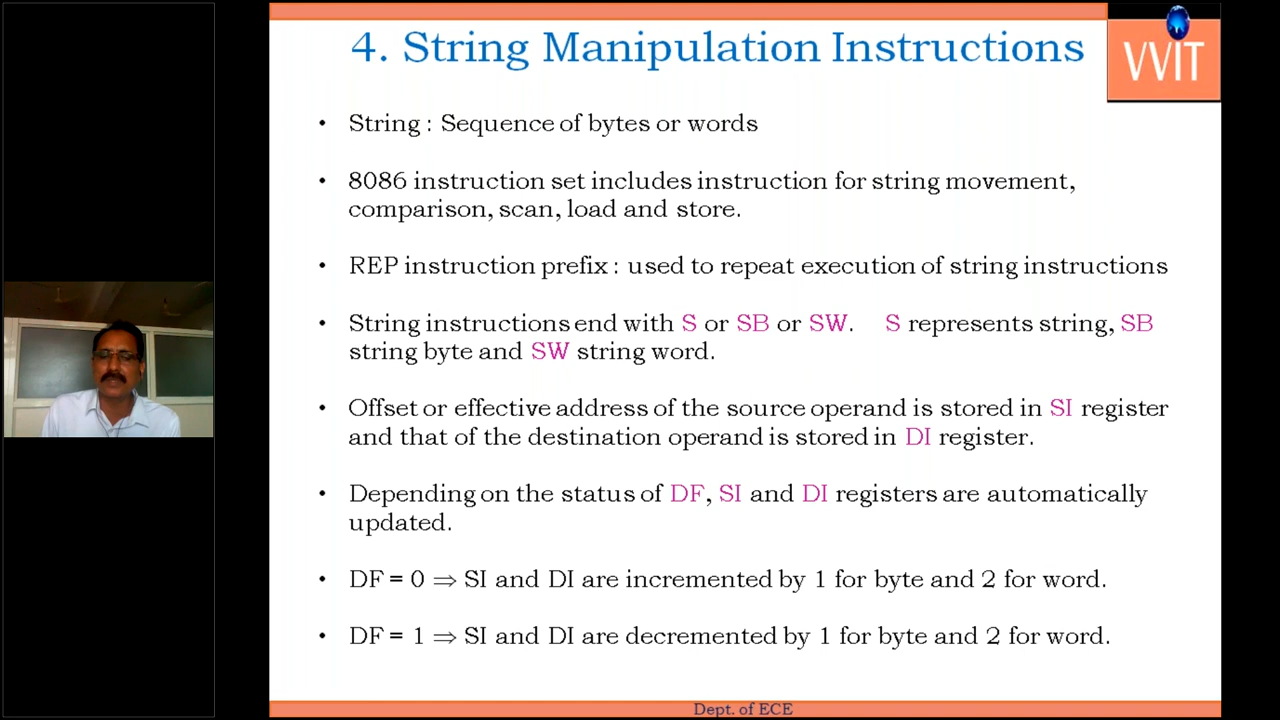 4. String Manipulation Instructions
VVIT
• String : Sequence of bytes or words
• 8086 instruction set includes instruction for string movement,
comparison, scan, load and store.
• REP instruction prefix : used to repeat execution of string instructions
• String instructions end with S or SB or SW. S represents string, SB
string byte and SW string word.
• Offset or effective address of the source operand is stored in SI register
and that of the destination operand is stored in DI register.
• Depending on the status of DF, SI and DI registers are automatically
updated.
• DF = 0 ⇒ SI and DI are incremented by 1 for byte and 2 for word.
• DF = 1 ⇒ SI and DI are decremented by 1 for byte and 2 for word.
Dept. of ECE